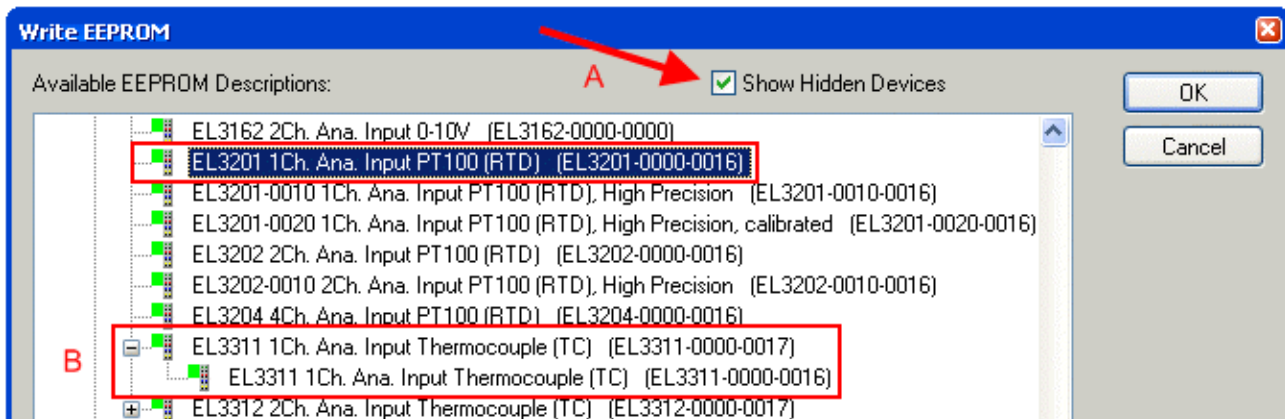 Write EEPROM
Available EEPROM Descriptions: A Show Hidden Devices OK
EL3162 2Ch. Ana. Input 0-10V (EL3162-0000-0000)
EL3201 1Ch. Ana. Input PT100 (RTD) (EL3201-0000-0016) Cancel
EL3201-0010 1Ch. Ana. Input PT100 (RTD), High Precision (EL3201-0010-0016)
EL3201-0020 1Ch. Ana. Input PT100 (RTD), High Precision, calibrated (EL3201-0020-0016)
EL3202 2Ch. Ana. Input PT100 (RTD) (EL3202-0000-0016)
EL3202-0010 2Ch. Ana. Input PT100 (RTD), High Precision (EL3202-0010-0016)
EL3204 4Ch. Ana. Input PT100 (RTD) (EL3204-0000-0016)
B EL3311 1Ch. Ana. Input Thermocouple (TC) (EL3311-0000-0017)
EL3311 1Ch. Ana. Input Thermocouple (TC) (EL3311-0000-0016)
EL3312 2Ch. Ana. Input Thermocouple (TC) (EL3312-0000-0017)